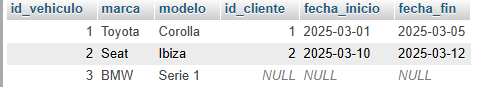 id_vehiculo marca modelo id_cliente fecha_inicio fecha_fin
1 Toyota Corolla 1 2025-03-01 2025-03-05
2 Seat Ibiza 2 2025-03-10 2025-03-12
3 BMW Serie 1 NULL NULL NULL